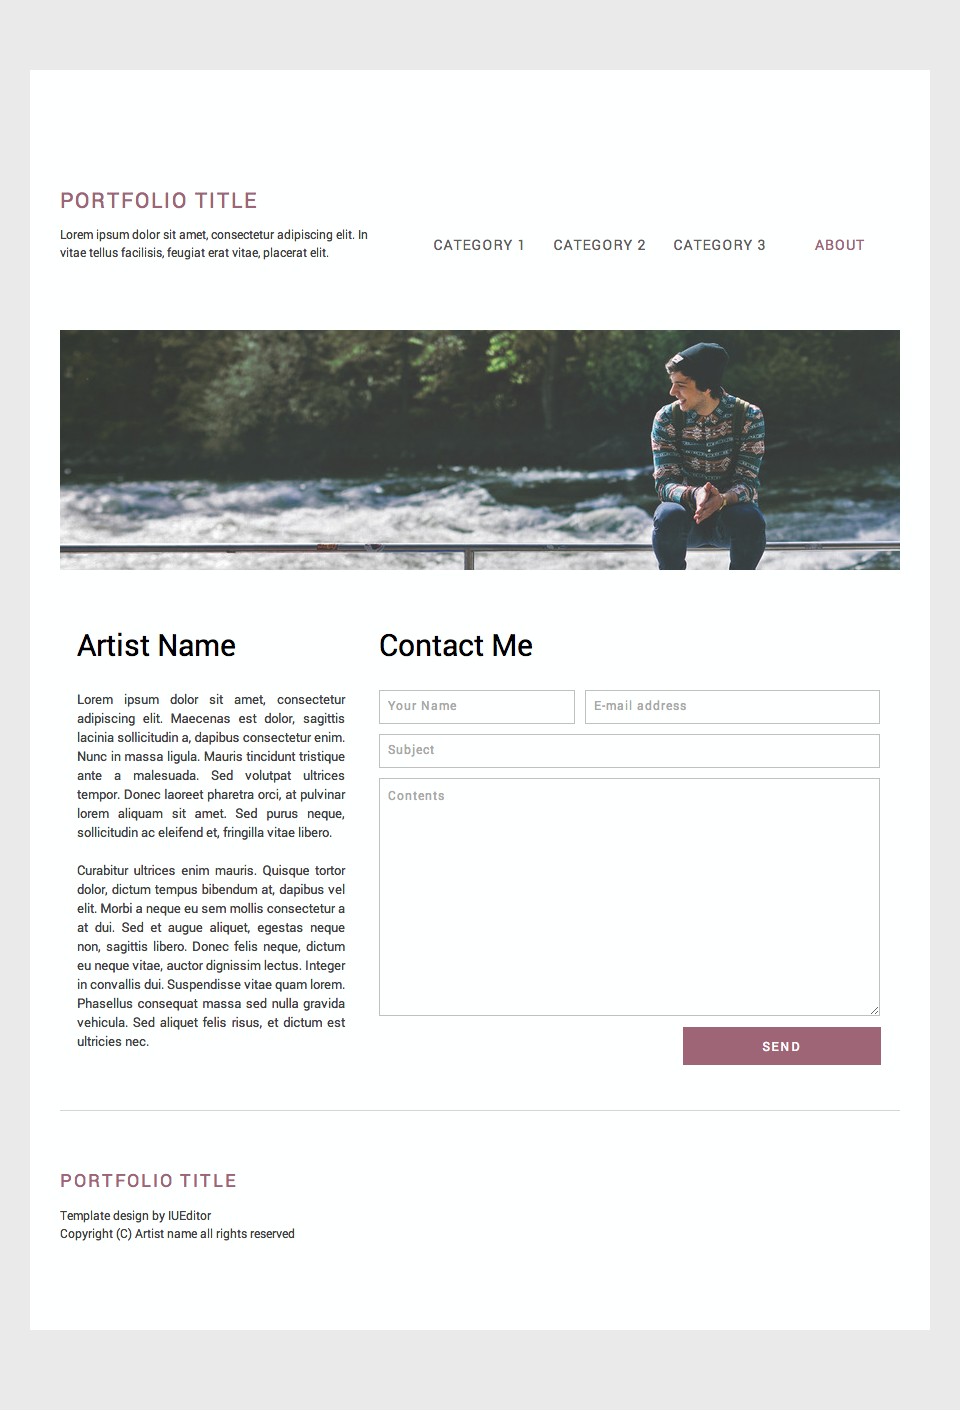 PORTFOLIO TITLE
Lorem ipsum dolor sit amet, consectetur adipiscing elit. In
vitae tellus facilisis, feugiat erat vitae, placerat elit.
CATEGORY 1 CATEGORY 2 CATEGORY 3 ABOUT
Artist Name
Lorem ipsum dolor sit amet, consectetur
adipiscing elit. Maecenas est dolor, sagittis
lacinia sollicitudin a, dapibus consectetur enim.
Nunc in massa ligula. Mauris tincidunt tristique
ante a malesuada. Sed volutpat ultrices
tempor. Donec laoreet pharetra orci, at pulvinar
lorem aliquam sit amet. Sed purus neque,
sollicitudin ac eleifend et, fringilla vitae libero.
Curabitur ultrices enim mauris. Quisque tortor
dolor, dictum tempus bibendum at, dapibus vel
elit. Morbi a neque eu sem mollis consectetur a
at dui. Sed et augue aliquet, egestas neque
non, sagittis libero. Donec felis neque, dictum
eu neque vitae, auctor dignissim lectus. Integer
in convallis dui. Suspendisse vitae quam lorem.
Phasellus consequat massa sed nulla gravida
vehicula. Sed aliquet felis risus, et dictum est
ultricies nec.
Contact Me
Your Name E-mail address
Subject
Contents
SEND
PORTFOLIO TITLE
Template design by IUEditor
Copyright (C) Artist name all rights reserved